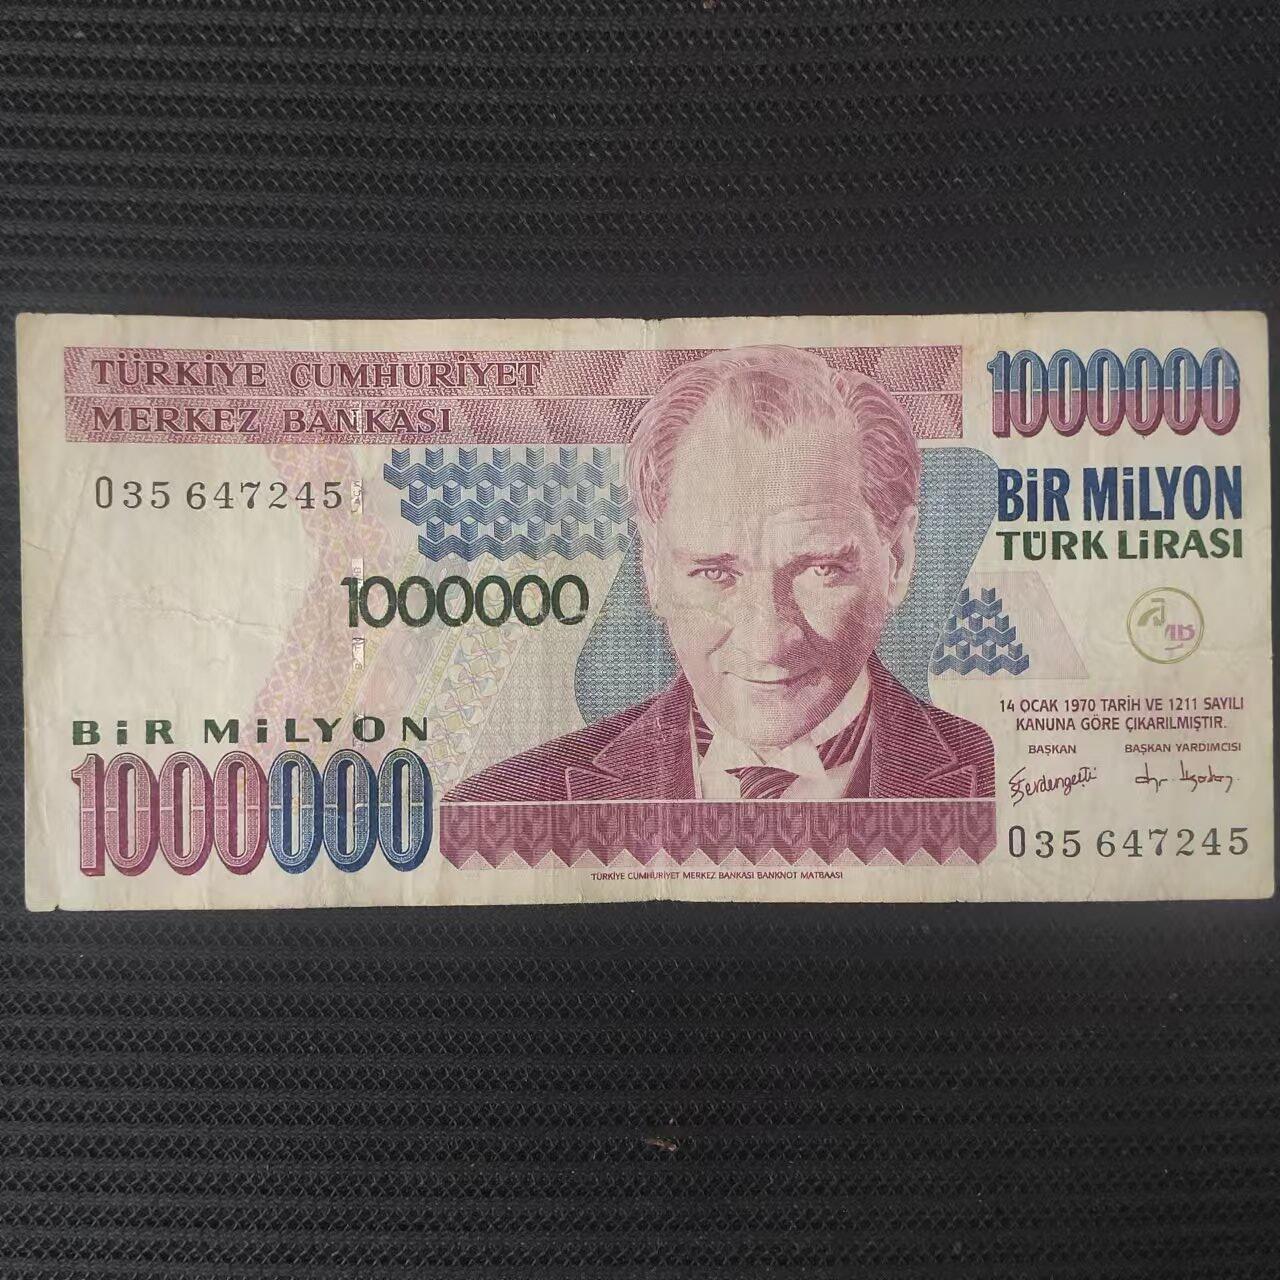 TÜRKİYE CUMHURİYET
MERKEZ BANKASI
1000000
BİR MİLYON
TÜRK LİRASI
O35 647245
1000000
14 OCAK 1970 TARİH VE 1211 SAYILI
KANUNA GÖRE ÇIKARILMIŞTIR.
BAŞKAN BAŞKAN YARDIMCISI
BİR MİLYON
1000000
O35 647245
TÜRKİYE CUMHURİYET MERKEZ BANKASI BANKNOT MATBAASI